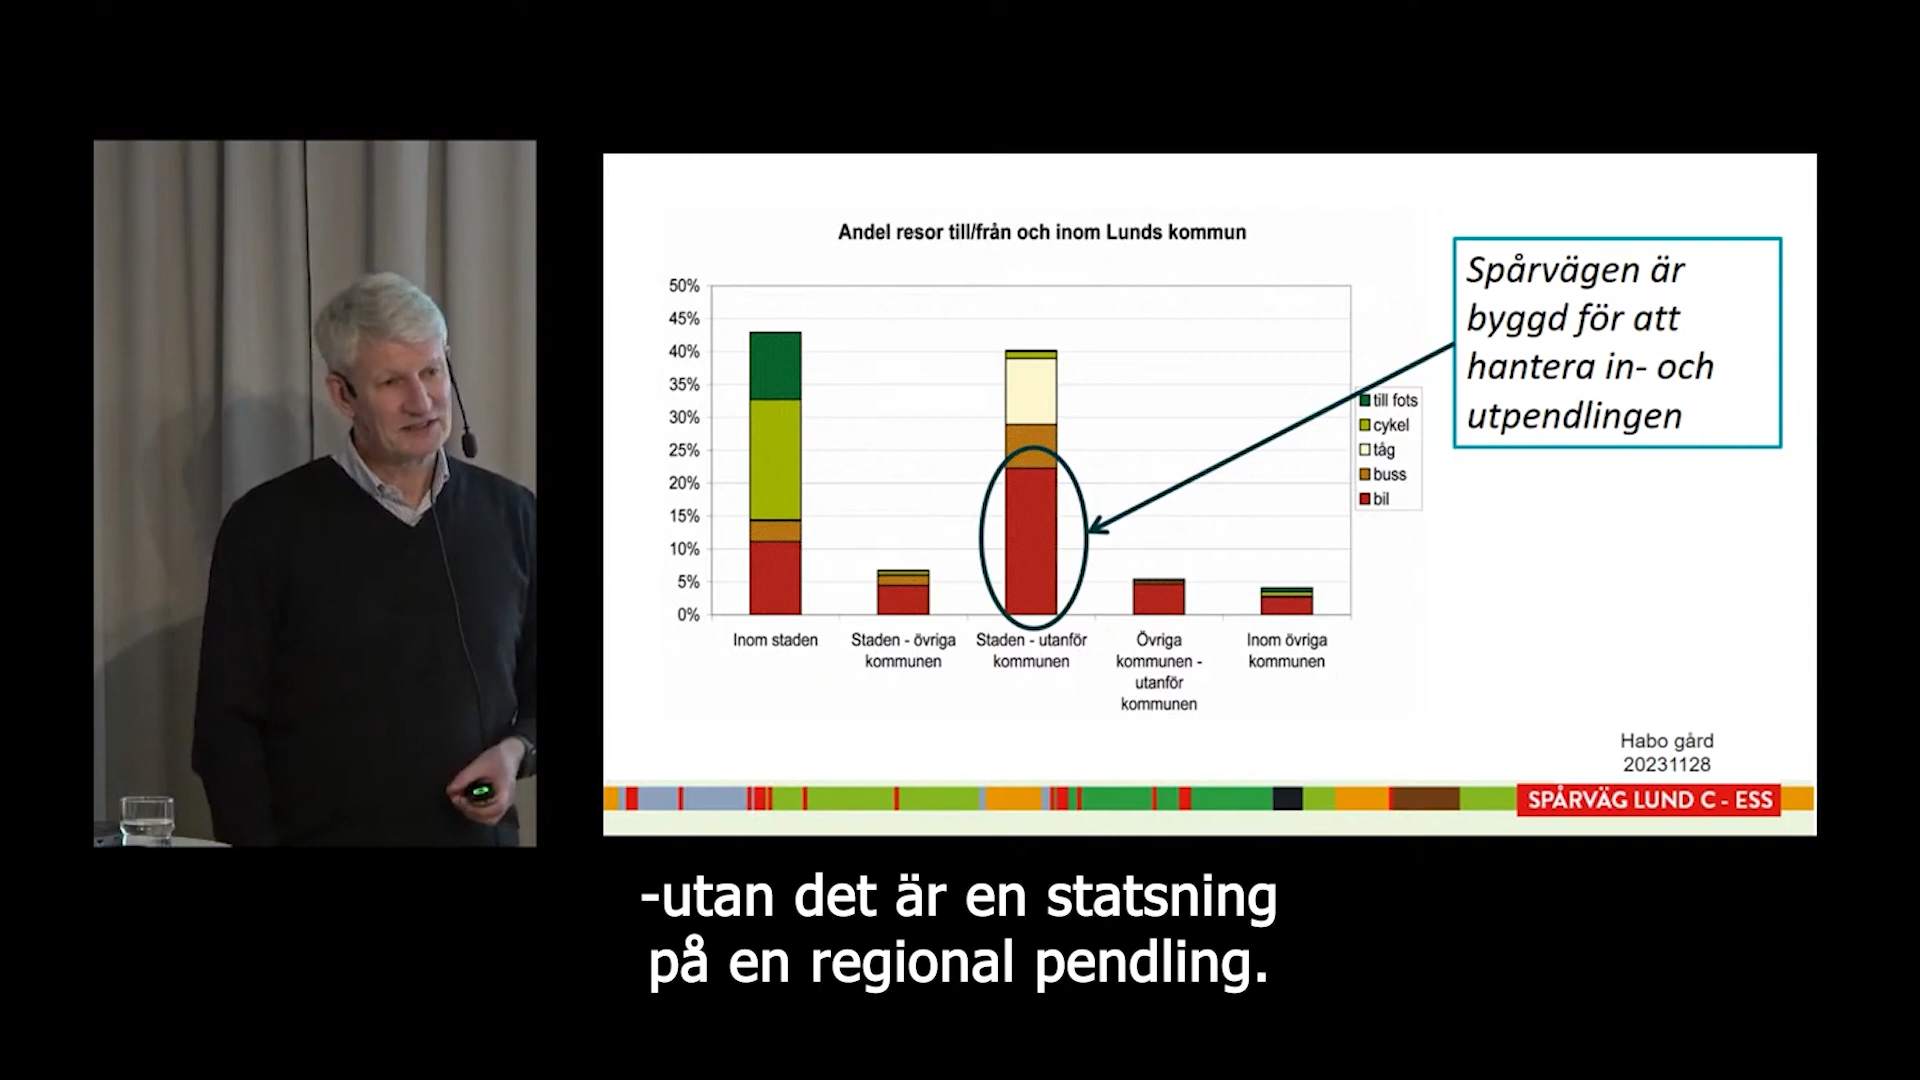 Andel resor till/från och inom Lunds kommun
50%
45%
40%
35%
30%
25%
20%
15%
10%
5%
0%
Inom staden
Staden - övriga
kommunen
Staden - utanför
kommunen
Övriga
kommunen -
utanför
kommunen
Inom övriga
kommunen
till fots
cykel
tåg
buss
bil
Spårvägen är
byggd för att
hantera in- och
utpendlingen
Habo gård
20231128
SPÅRVÄG LUND C - ESS
-utan det är en statsning
på en regional pendling.